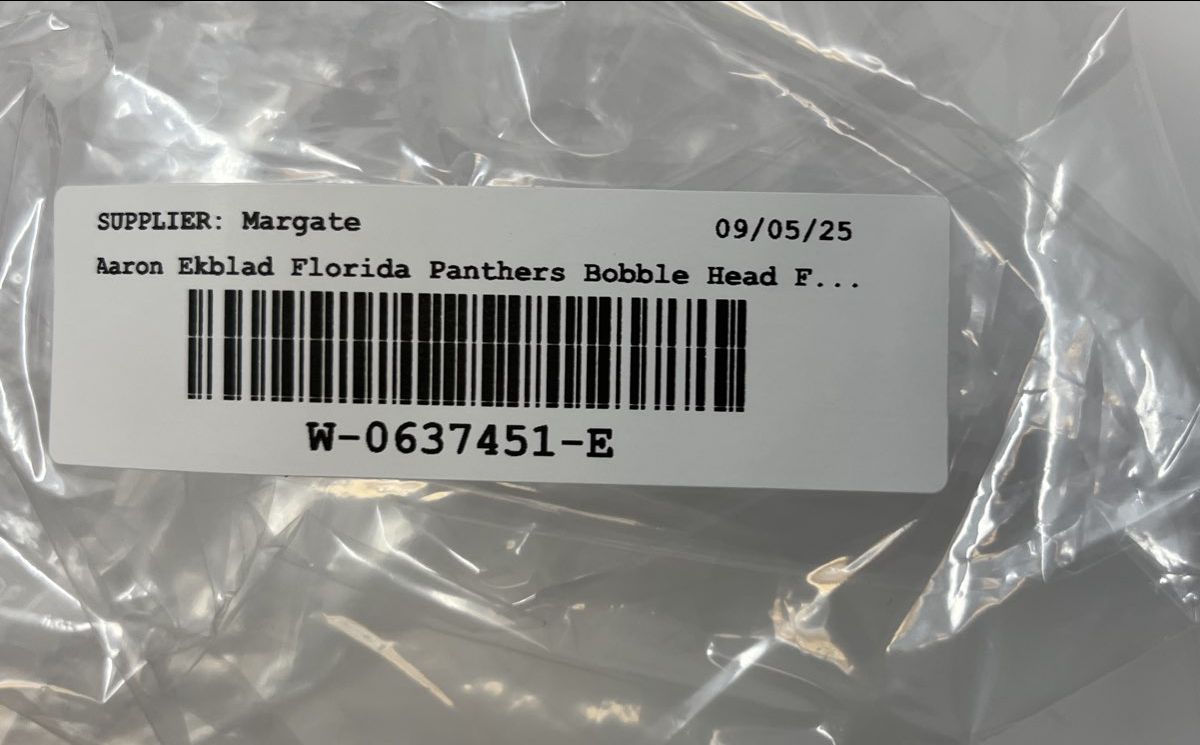 SUPPLIER: Margate 09/05/25
Aaron Ekblad Florida Panthers Bobble Head F...
W-0637451-E